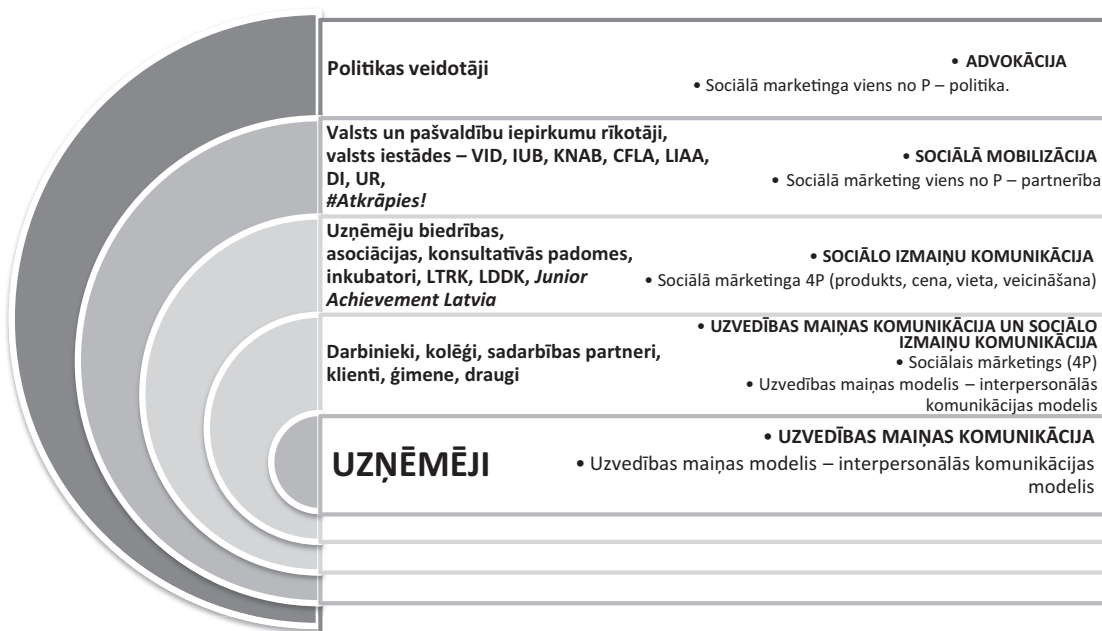 Politikas veidotāji
• ADVOKĀCIJA
• Sociālā marketinga viens no P – politika.
Valsts un pašvaldību iepirkumu rīkotāji,
valsts iestādes – VID, IUB, KNAB, CFLA, LIAA,
DI, UR,
#Atkrāpies!
• SOCIĀLĀ MOBILIZĀCIJA
• Sociālā mārketing viens no P – partnerība
Uzņēmēju biedrības,
asociācijas, konsultatīvās padomes,
inkubatori, LTRK, LDDK, Junior
Achievement Latvia
• SOCIĀLO IZMAIŅU KOMUNIKĀCIJA
• Sociālā mārketinga 4P (produkts, cena, vieta, veicināšana)
Darbinieki, kolēģi, sadarbības partneri,
klienti, ģimene, draugi
• UZVEDĪBAS MAIŅAS KOMUNIKĀCIJA UN SOCIĀLO
IZMAIŅU KOMUNIKĀCIJA
• Sociālais mārketings (4P)
• Uzvedības maiņas modelis – interpersonālās
komunikācijas modelis
UZŅĒMĒJI
• UZVEDĪBAS MAIŅAS KOMUNIKĀCIJA
• Uzvedības maiņas modelis – interpersonālās komunikācijas
modelis